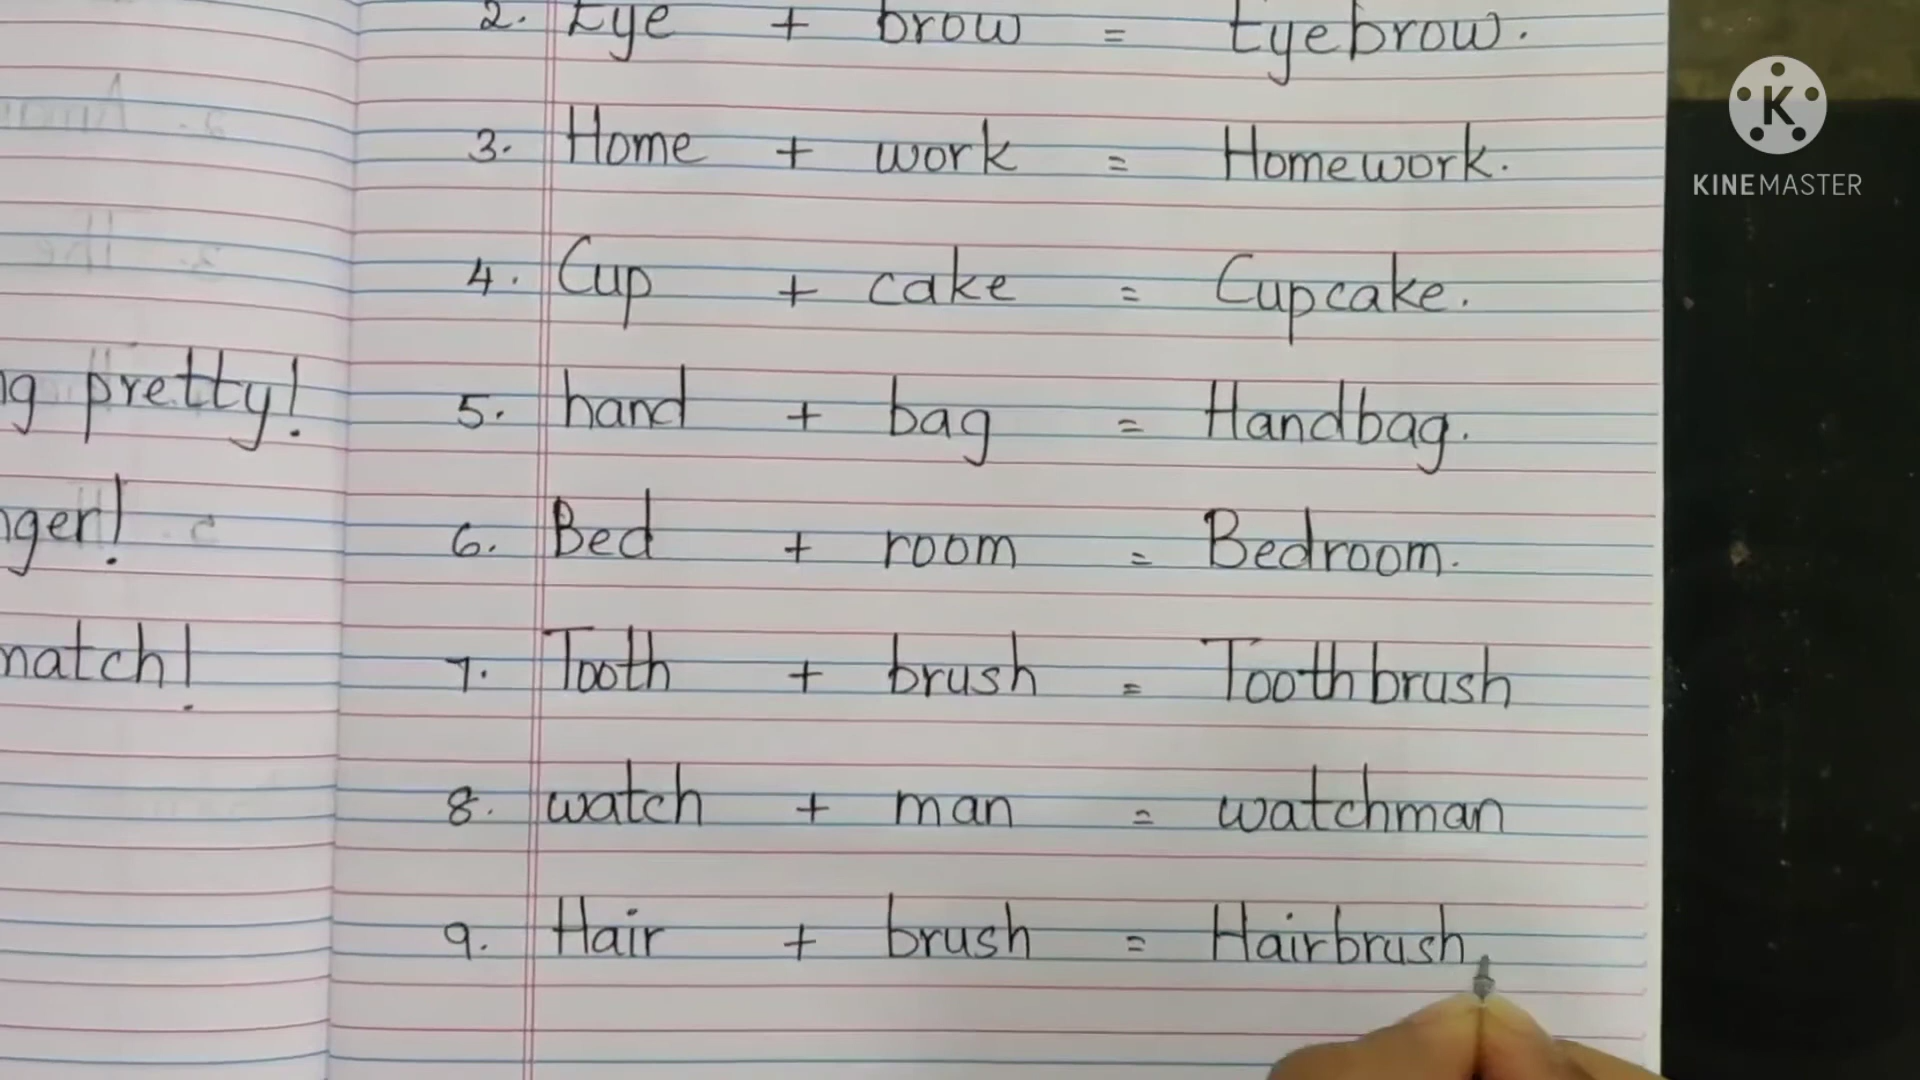 2. Eye + brow = Eyebrow.
3. Home + work = Homework.
4. Cup + cake = Cupcake.
pretty!
5. hand + bag = Handbag.
6. Bed + room = Bedroom.
7. Tooth + brush = Toothbrush
8. watch + man = watchman
9. Hair + brush = Hairbrush.
K
KINEMASTER